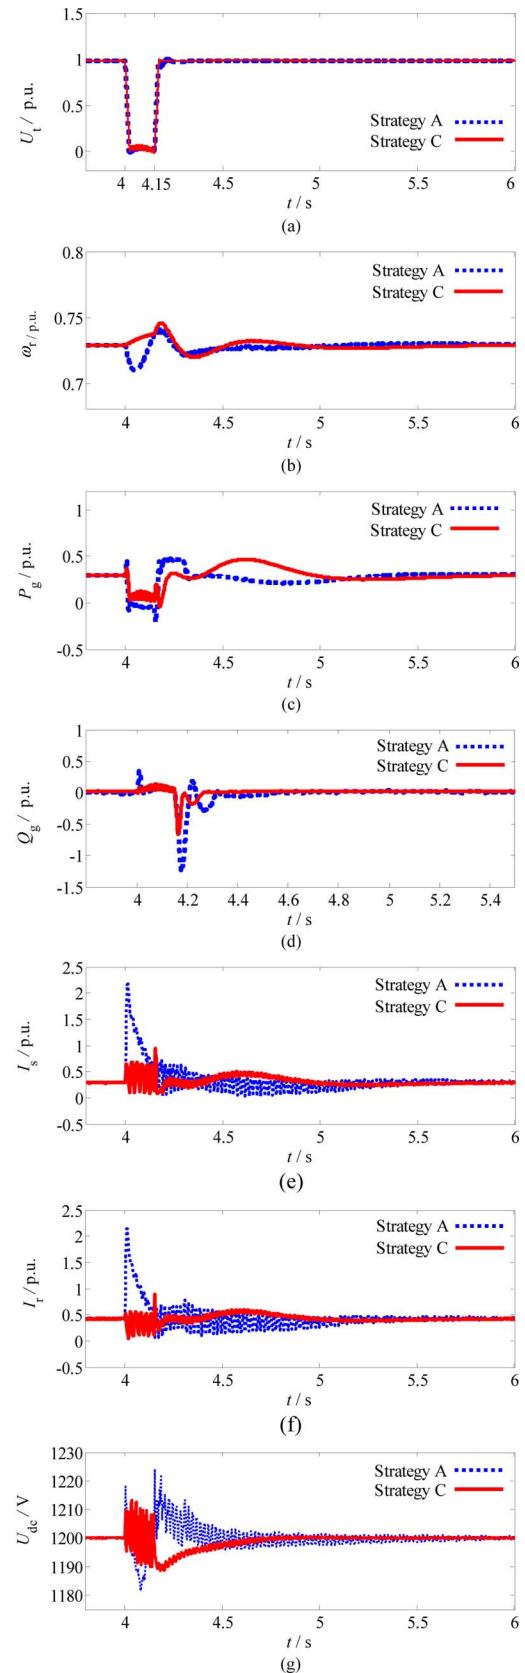 1.5
1
0.5
0
U_t / p.u.
Strategy A
Strategy C
4 4.15 4.5 5 5.5 6
t / s
(a)
0.8
0.75
0.7
ω_r / p.u.
Strategy A
Strategy C
4 4.5 5 5.5 6
t / s
(b)
1
0.5
0
-0.5
P_g / p.u.
Strategy A
Strategy C
4 4.5 5 5.5 6
t / s
(c)
1
0.5
0
-0.5
-1
-1.5
Q_g / p.u.
Strategy A
Strategy C
4 4.2 4.4 4.6 4.8 5 5.2 5.4
t / s
(d)
2.5
2
1.5
1
0.5
0
-0.5
I_s / p.u.
Strategy A
Strategy C
4 4.5 5 5.5 6
t / s
(e)
2.5
2
1.5
1
0.5
0
-0.5
I_r / p.u.
Strategy A
Strategy C
4 4.5 5 5.5 6
t / s
(f)
1230
1220
1210
1200
1190
1180
U_dc / V
Strategy A
Strategy C
4 4.5 5 5.5 6
t / s
(g)